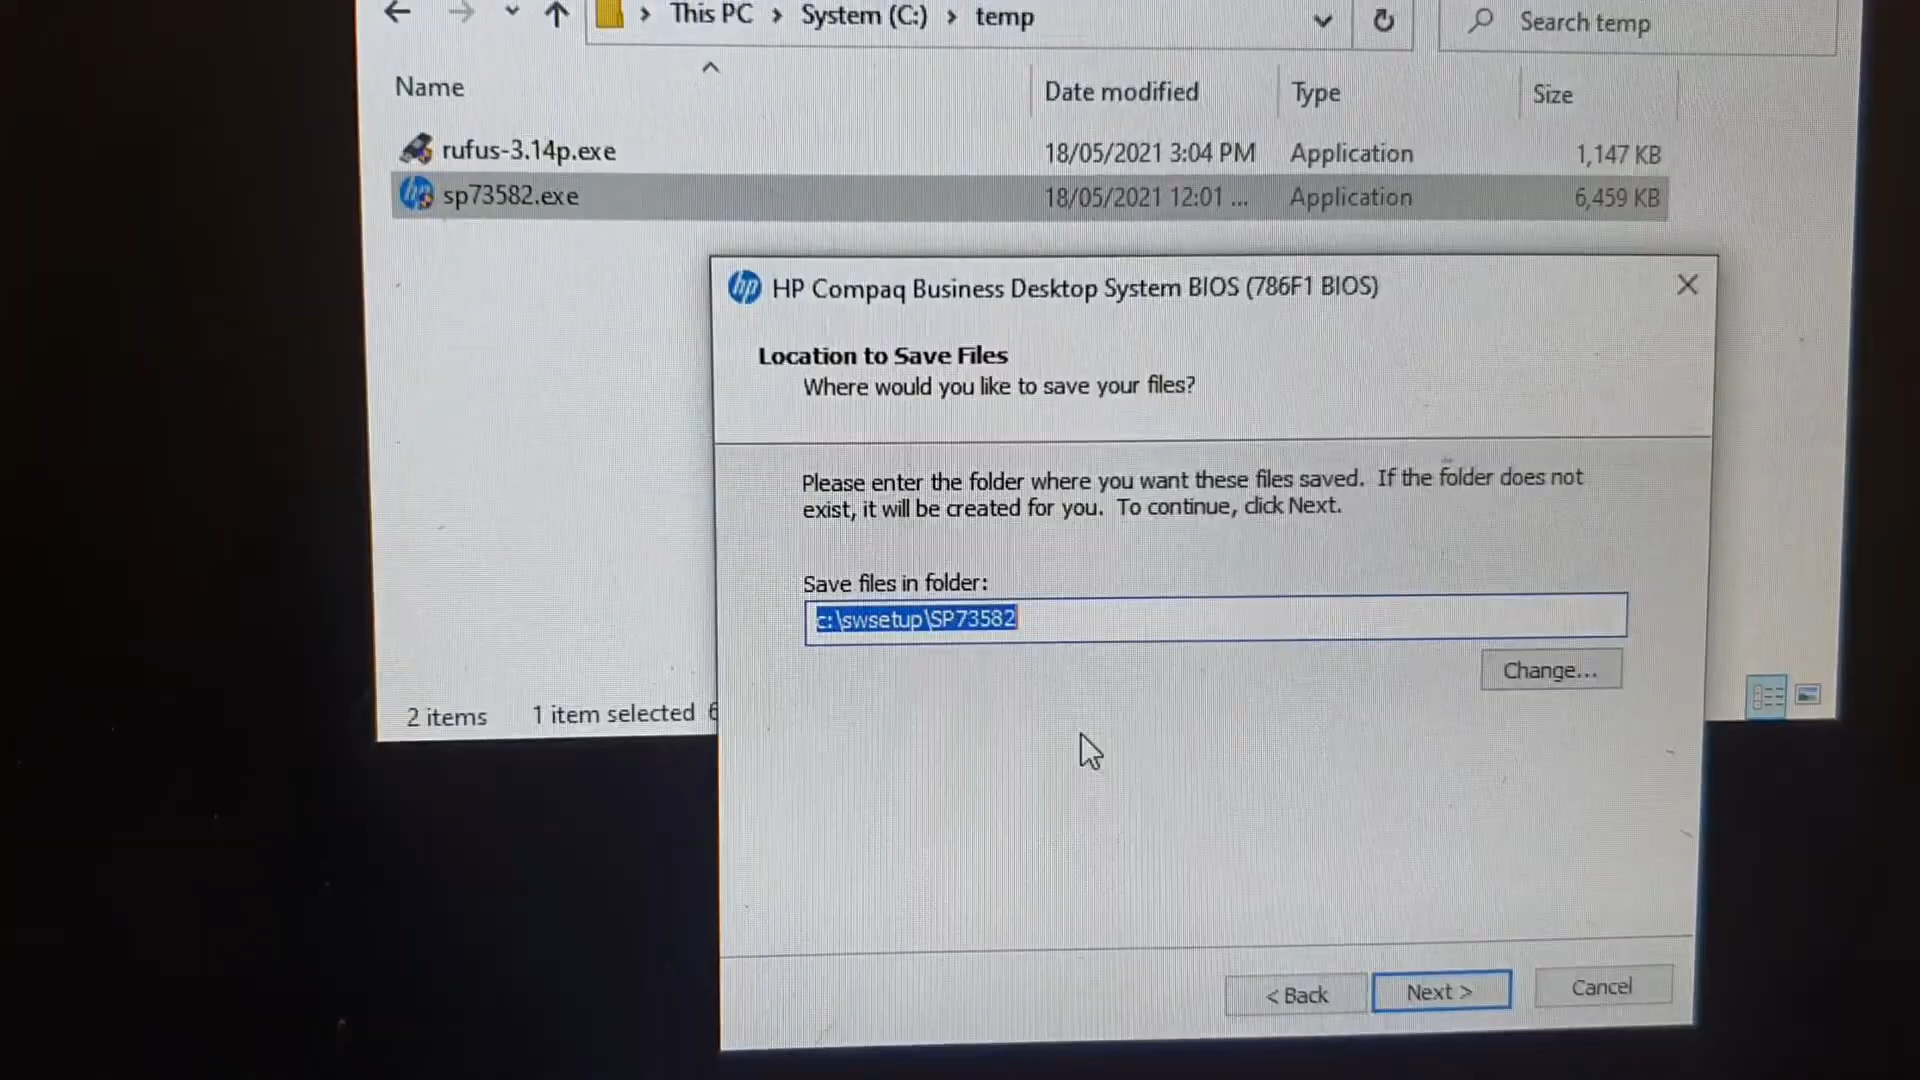 This PC > System (C:) > temp
Search temp
Name Date modified Type Size
rufus-3.14p.exe 18/05/2021 3:04 PM Application 1,147 KB
sp73582.exe 18/05/2021 12:01 ... Application 6,459 KB
hp HP Compaq Business Desktop System BIOS (786F1 BIOS)
Location to Save Files
Where would you like to save your files?
Please enter the folder where you want these files saved. If the folder does not
exist, it will be created for you. To continue, click Next.
Save files in folder:
c:\swsetup\SP73582
Change...
2 items 1 item selected 6
< Back Next > Cancel